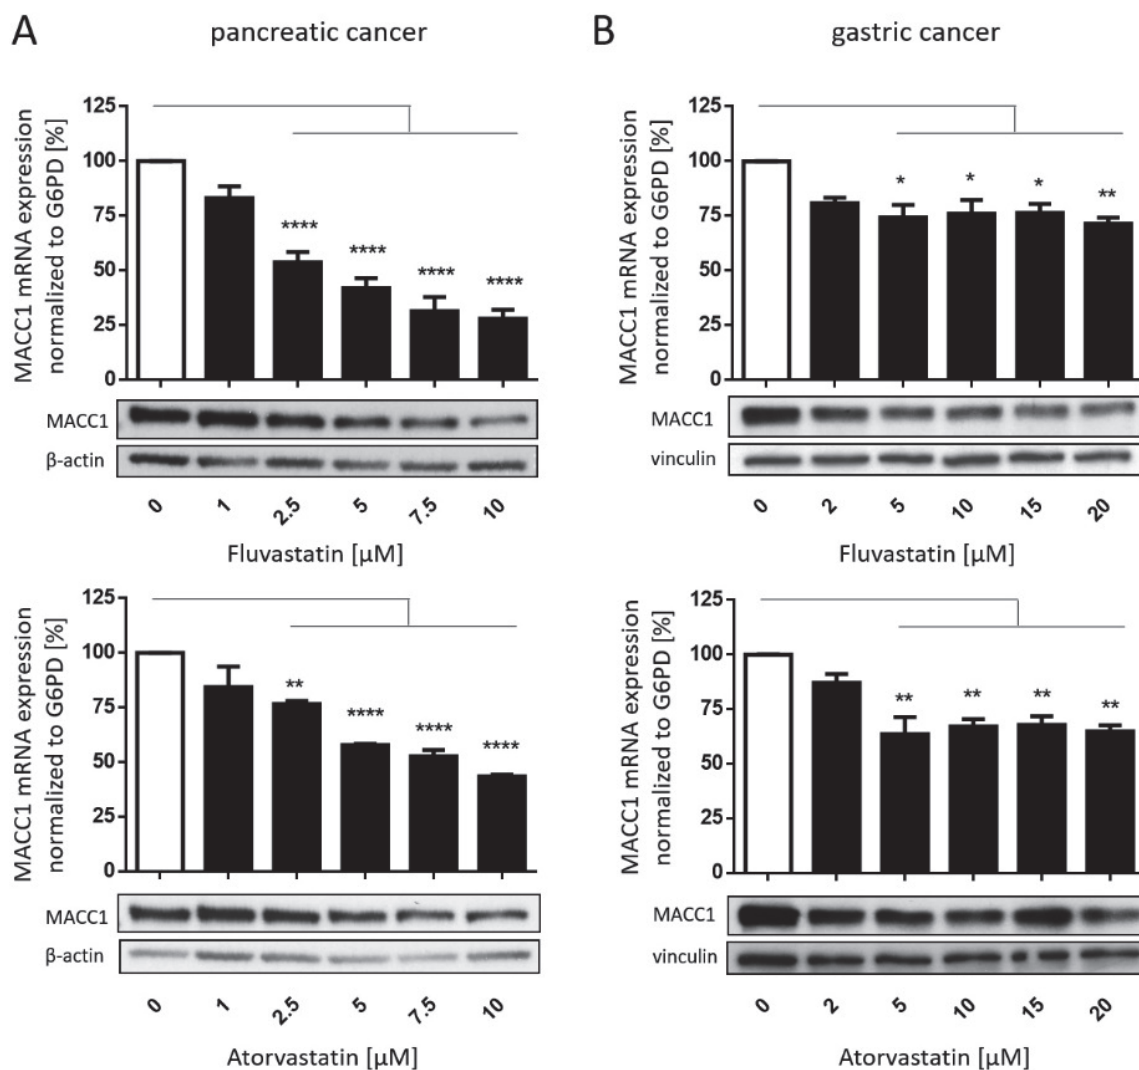 A
pancreatic cancer
MACC1 mRNA expression
normalized to G6PD [%]
125
100
75
50
25
0
****
****
****
****
MACC1
β-actin
0 1 2.5 5 7.5 10
Fluvastatin [µM]
MACC1 mRNA expression
normalized to G6PD [%]
125
100
75
50
25
0
**
****
****
****
MACC1
β-actin
0 1 2.5 5 7.5 10
Atorvastatin [µM]
B
gastric cancer
MACC1 mRNA expression
normalized to G6PD [%]
125
100
75
50
25
0
*
*
*
**
MACC1
vinculin
0 2 5 10 15 20
Fluvastatin [µM]
MACC1 mRNA expression
normalized to G6PD [%]
125
100
75
50
25
0
**
**
**
**
MACC1
vinculin
0 2 5 10 15 20
Atorvastatin [µM]